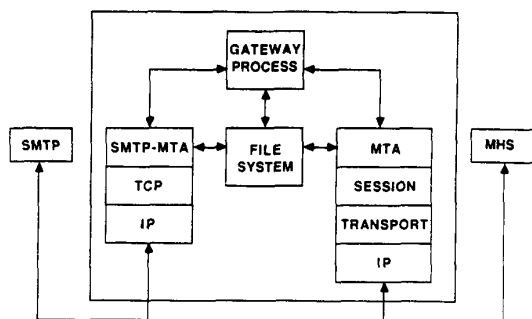 GATEWAY
PROCESS
SMTP
SMTP-MTA
FILE
SYSTEM
MTA
MHS
TCP
SESSION
IP
TRANSPORT
IP